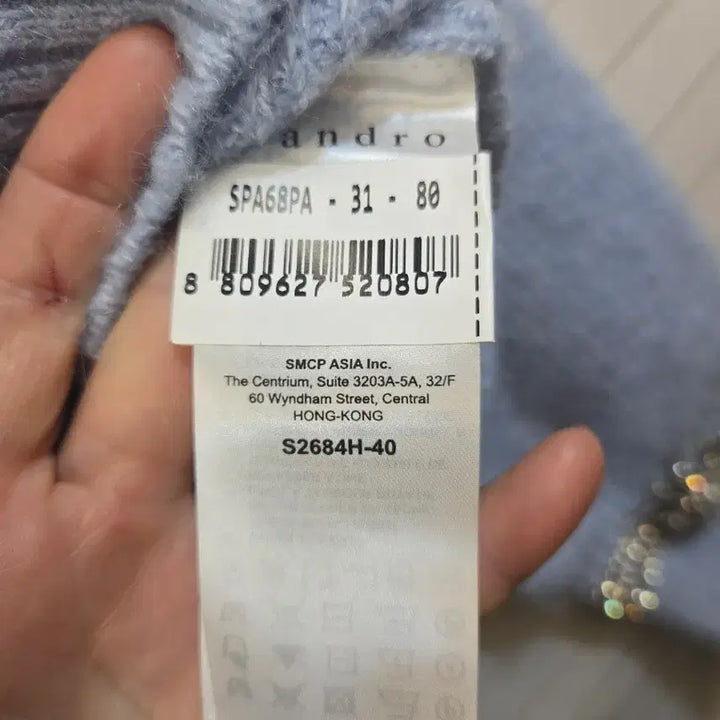 andro
SPA68PA - 31 - 80
8 809627 520807
SMCP ASIA Inc.
The Centrium, Suite 3203A-5A, 32/F
60 Wyndham Street, Central
HONG-KONG
S2684H-40